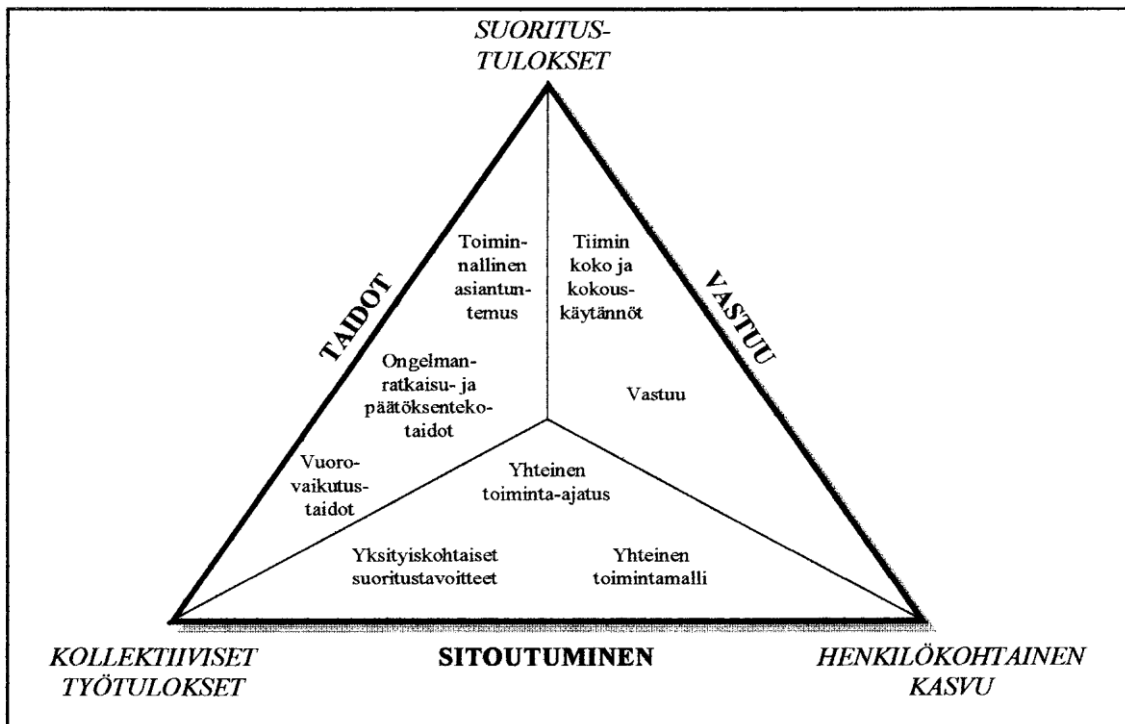 SUORITUS-
TULOKSET
Toimin-
nallinen
asiantun-
temus
Tiimin
koko ja
kokous-
käytännöt
TAIDOT
VASTUU
Ongelman-
ratkaisu- ja
päätöksenteko-
taidot
Vastuu
Vuoro-
vaikutus-
taidot
Yhteinen
toiminta-ajatus
Yksityiskohtaiset
suoritustavoitteet
Yhteinen
toimintamalli
KOLLEKTIIVISET
TYÖTULOKSET
SITOUTUMINEN
HENKILÖKOHTAINEN
KASVU